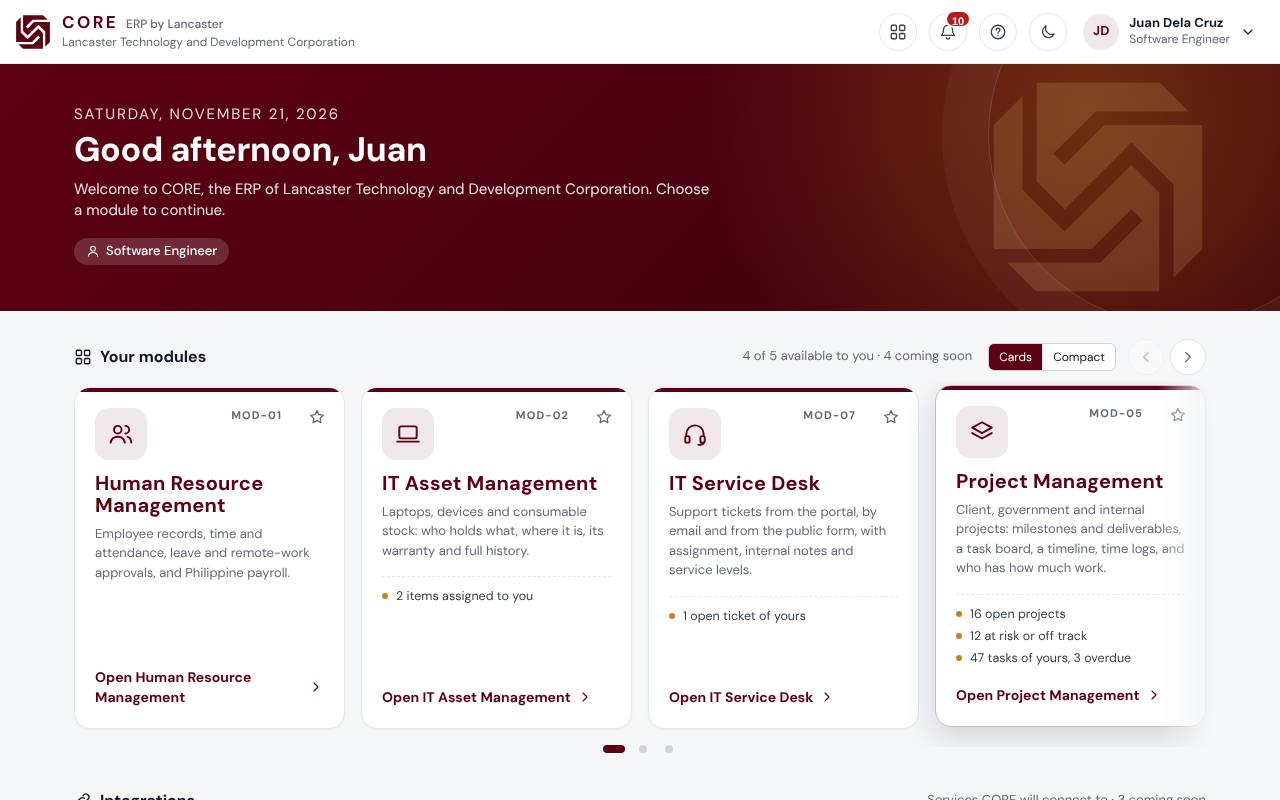 CORE ERP by Lancaster
Lancaster Technology and Development Corporation
10
JD
Juan Dela Cruz
Software Engineer
SATURDAY, NOVEMBER 21, 2026
Good afternoon, Juan
Welcome to CORE, the ERP of Lancaster Technology and Development Corporation. Choose
a module to continue.
Software Engineer
Your modules
4 of 5 available to you · 4 coming soon
Cards
Compact
MOD-01
Human Resource
Management
Employee records, time and
attendance, leave and remote-work
approvals, and Philippine payroll.
Open Human Resource
Management
MOD-02
IT Asset Management
Laptops, devices and consumable
stock: who holds what, where it is, its
warranty and full history.
2 items assigned to you
Open IT Asset Management
MOD-07
IT Service Desk
Support tickets from the portal, by
email and from the public form, with
assignment, internal notes and
service levels.
1 open ticket of yours
Open IT Service Desk
MOD-05
Project Management
Client, government and internal
projects: milestones and deliverables,
a task board, a timeline, time logs, and
who has how much work.
16 open projects
12 at risk or off track
47 tasks of yours, 3 overdue
Open Project Management
Integrations
Services CORE will connect to · 3 coming soon